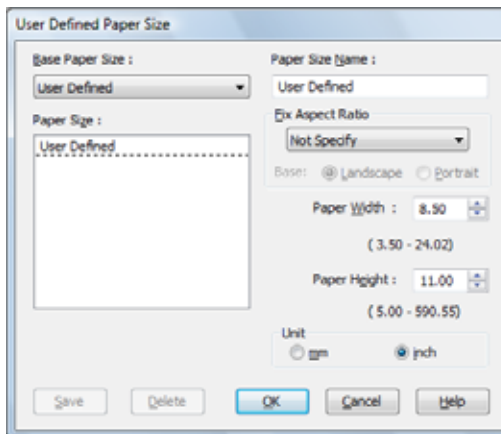 User Defined Paper Size
Base Paper Size :
User Defined
Paper Size :
User Defined
Paper Size Name :
User Defined
Fix Aspect Ratio
Not Specify
Base: Landscape Portrait
Paper Width : 8.50
( 3.50 - 24.02)
Paper Height : 11.00
( 5.00 - 590.55)
Unit
mm inch
Save Delete OK Cancel Help